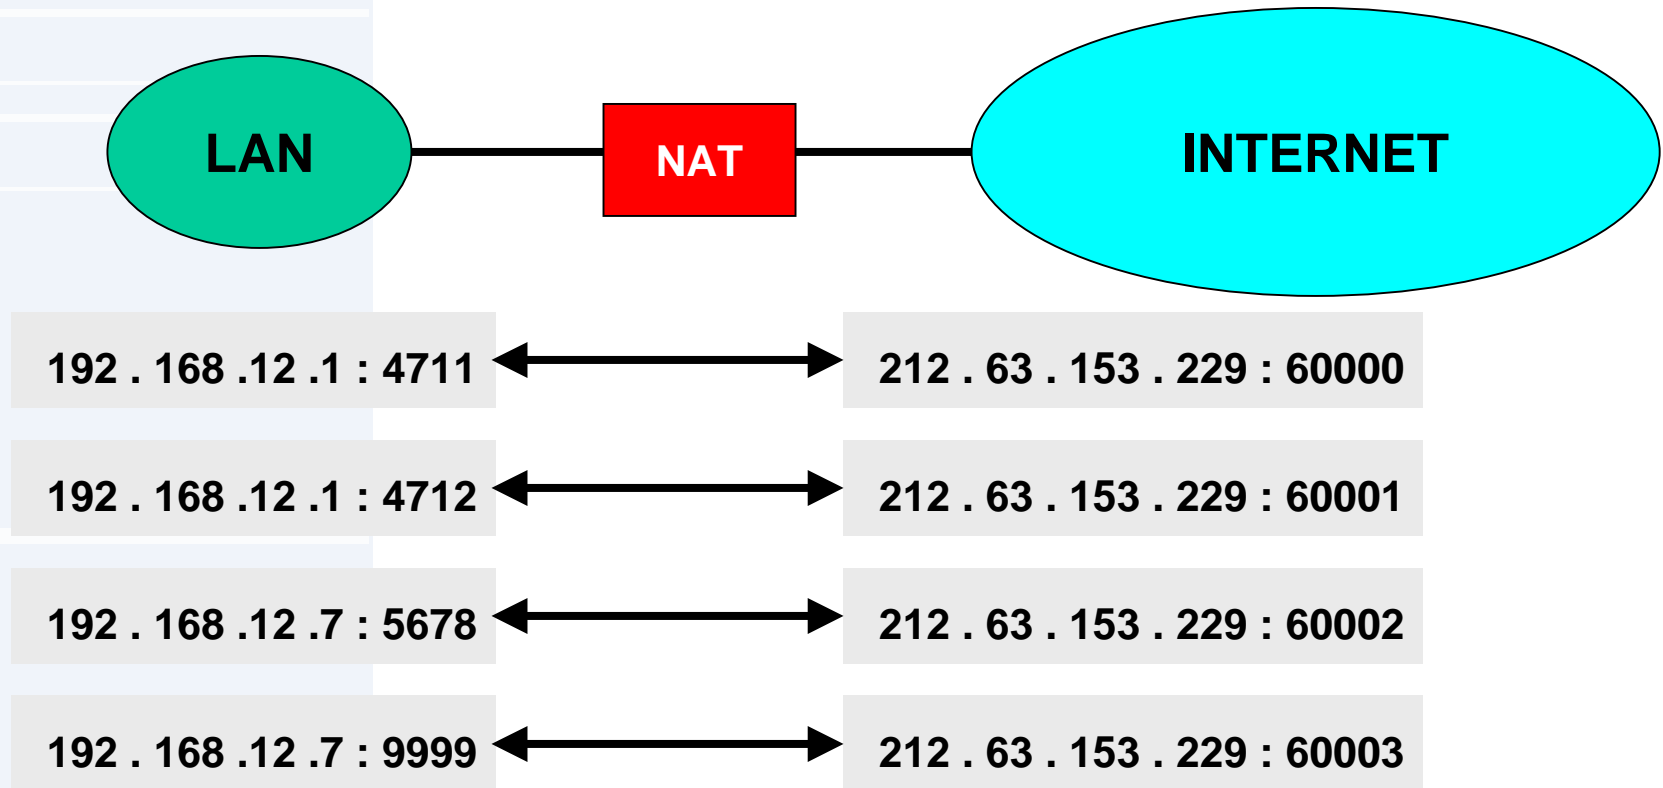 LAN
NAT
INTERNET
192 . 168 .12 .1 : 4711
212 . 63 . 153 . 229 : 60000
192 . 168 .12 .1 : 4712
212 . 63 . 153 . 229 : 60001
192 . 168 .12 .7 : 5678
212 . 63 . 153 . 229 : 60002
192 . 168 .12 .7 : 9999
212 . 63 . 153 . 229 : 60003